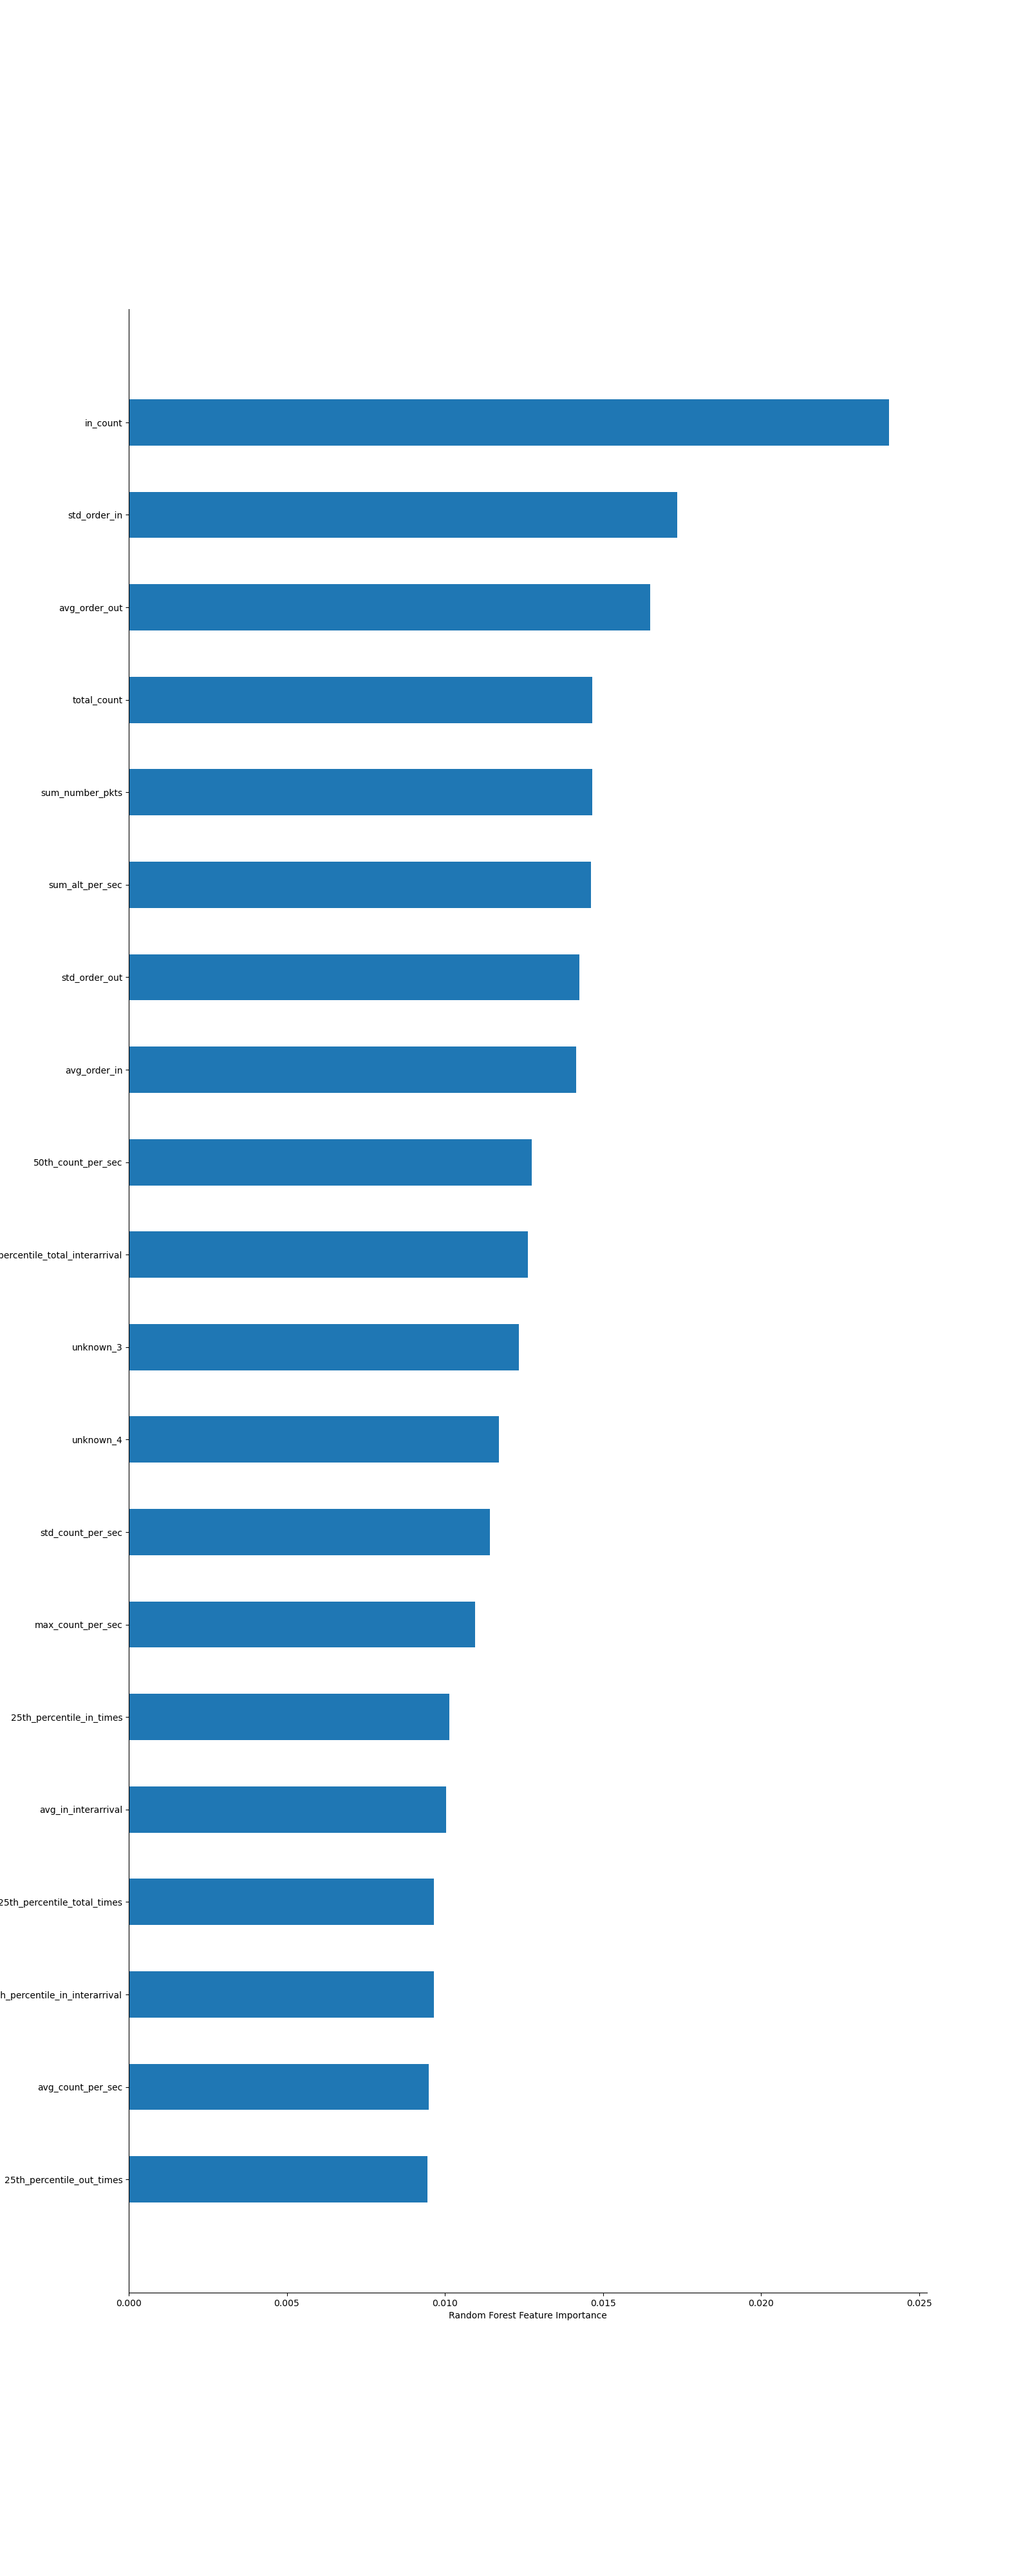 in_count
std_order_in
avg_order_out
total_count
sum_number_pkts
sum_alt_per_sec
std_order_out
avg_order_in
50th_count_per_sec
percentile_total_interarrival
unknown_3
unknown_4
std_count_per_sec
max_count_per_sec
25th_percentile_in_times
avg_in_interarrival
25th_percentile_total_times
h_percentile_in_interarrival
avg_count_per_sec
25th_percentile_out_times
0.000 0.005 0.010 0.015 0.020 0.025
Random Forest Feature Importance